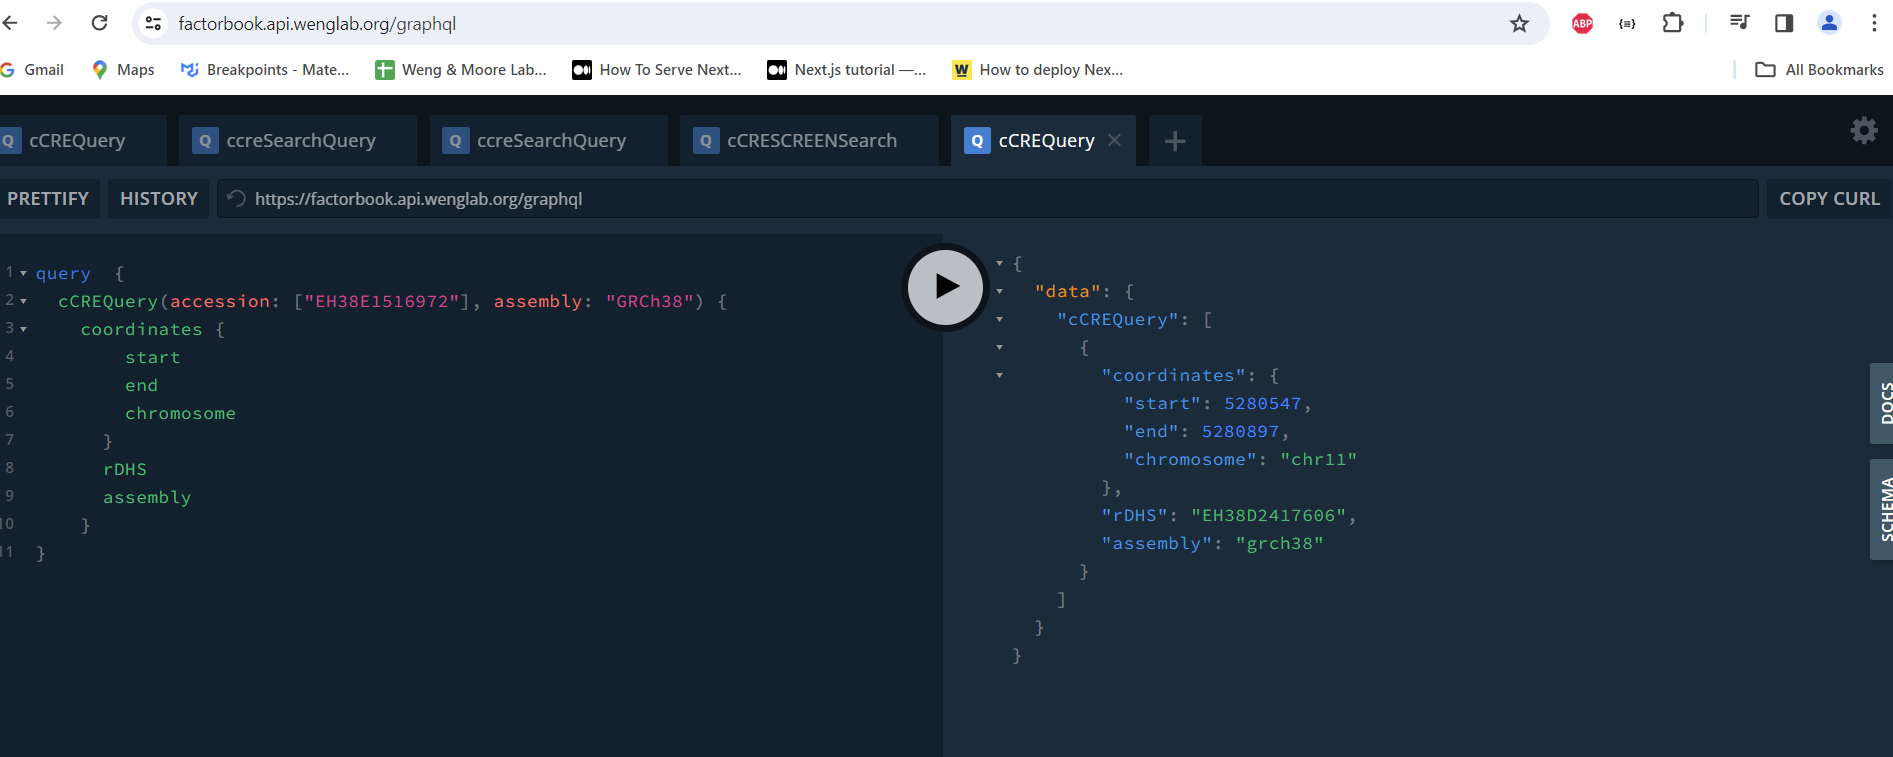 factorbook.api.wenglab.org/graphql
ABP
Gmail Maps Breakpoints - Mate... Weng & Moore Lab... How To Serve Next... Next.js tutorial —... W How to deploy Nex... All Bookmarks
Q cCREQuery Q ccreSearchQuery Q ccreSearchQuery Q cCRESCREENSearch Q cCREQuery
PRETTIFY HISTORY https://factorbook.api.wenglab.org/graphql COPY CURL
1 query {
2 cCREQuery(accession: ["EH38E1516972"], assembly: "GRCh38") {
3 coordinates {
4 start
5 end
6 chromosome
7 }
8 rDHS
9 assembly
10 }
11 }
{
"data": {
"cCREQuery": [
{
"coordinates": {
"start": 5280547,
"end": 5280897,
"chromosome": "chr11"
},
"rDHS": "EH38D2417606",
"assembly": "grch38"
}
]
}
}
DOCS
SCHEMA